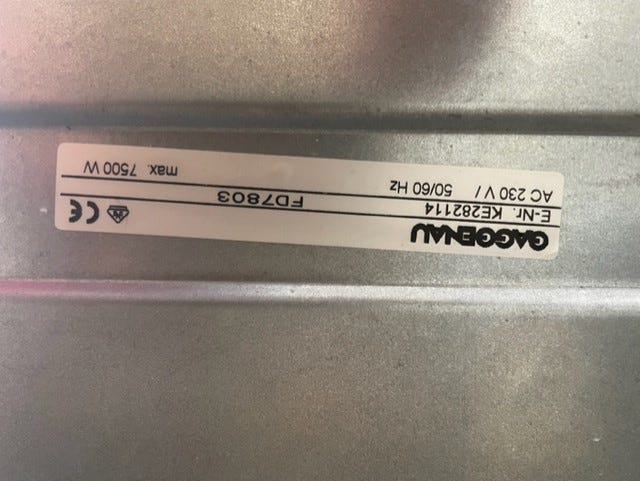 GAGGENAU
E-Nr. KE282114 FD7803
AC 230 V / 50/60 Hz max. 7500 W
CE